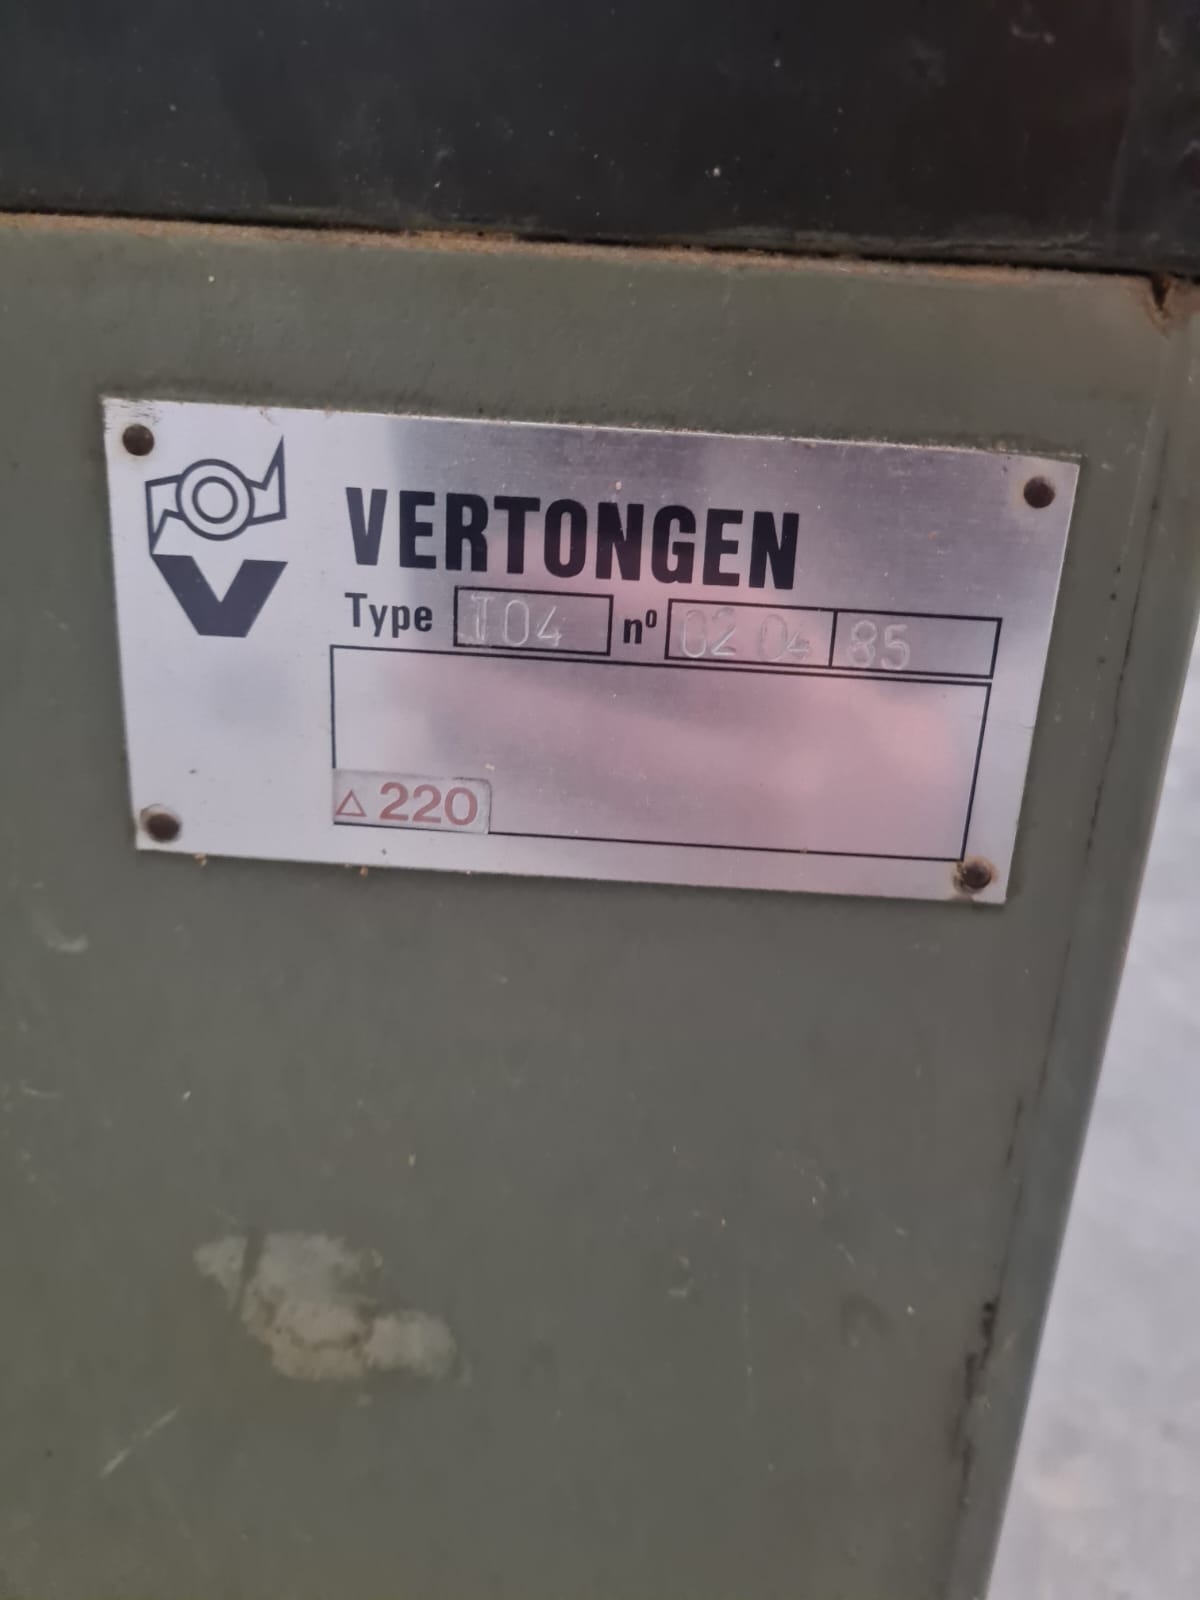 VERTONGEN
Type T04 nº 02 04 85
△ 220